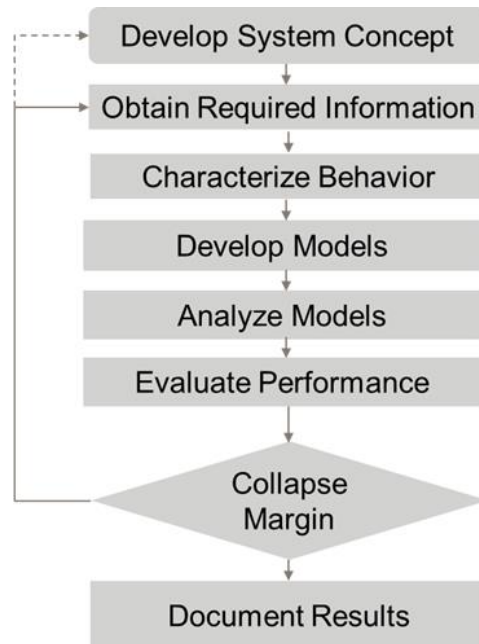 Develop System Concept
Obtain Required Information
Characterize Behavior
Develop Models
Analyze Models
Evaluate Performance
Collapse
Margin
Document Results